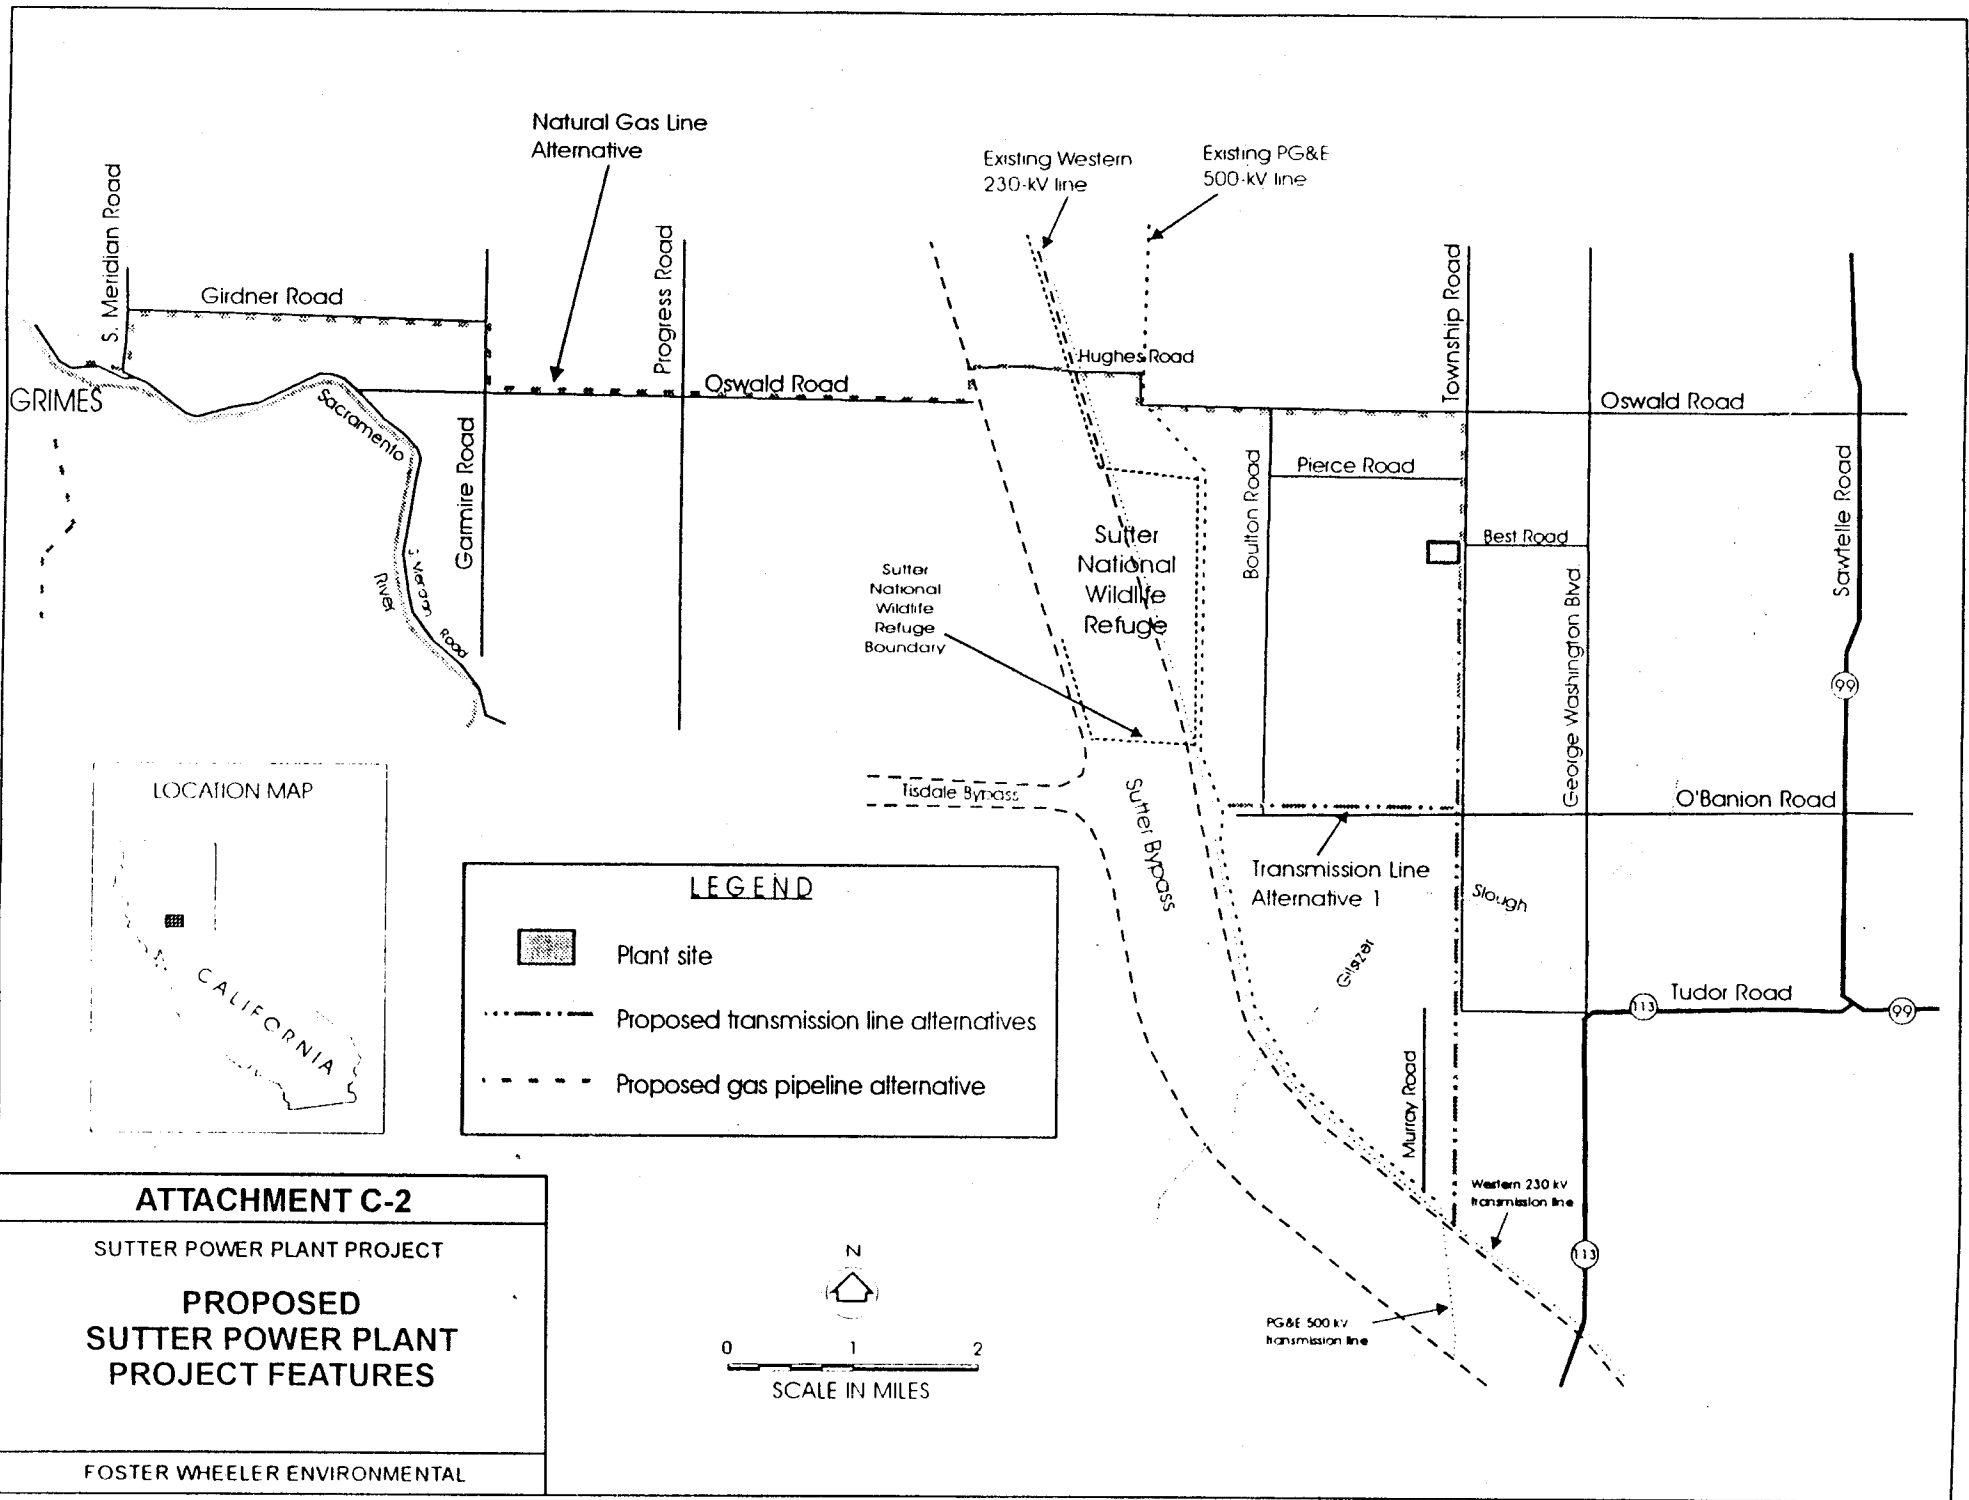 Natural Gas Line
Alternative
Existing Western
230-kV line
Existing PG&E
500-kV line
S. Meridian Road
Girdner Road
Progress Road
Township Road
Hughes Road
GRIMES
Sacramento
River
S. Meridian
Road
Garmire Road
Oswald Road
Oswald Road
Pierce Road
Boulton Road
Best Road
Sawtelle Road
George Washington Blvd.
Sutter
National
Wildlife
Refuge
Sutter
National
Wildlife
Refuge
Boundary
99
Tisdale Bypass
Sutter Bypass
O'Banion Road
Transmission Line
Alternative 1
Slough
Gilsizer
113
Tudor Road
99
Murray Road
Western 230 kV
transmission line
113
PG&E 500 kV
transmission line
LOCATION MAP
CALIFORNIA
LEGEND
Plant site
Proposed transmission line alternatives
Proposed gas pipeline alternative
N
0 1 2
SCALE IN MILES
ATTACHMENT C-2
SUTTER POWER PLANT PROJECT
PROPOSED
SUTTER POWER PLANT
PROJECT FEATURES
FOSTER WHEELER ENVIRONMENTAL